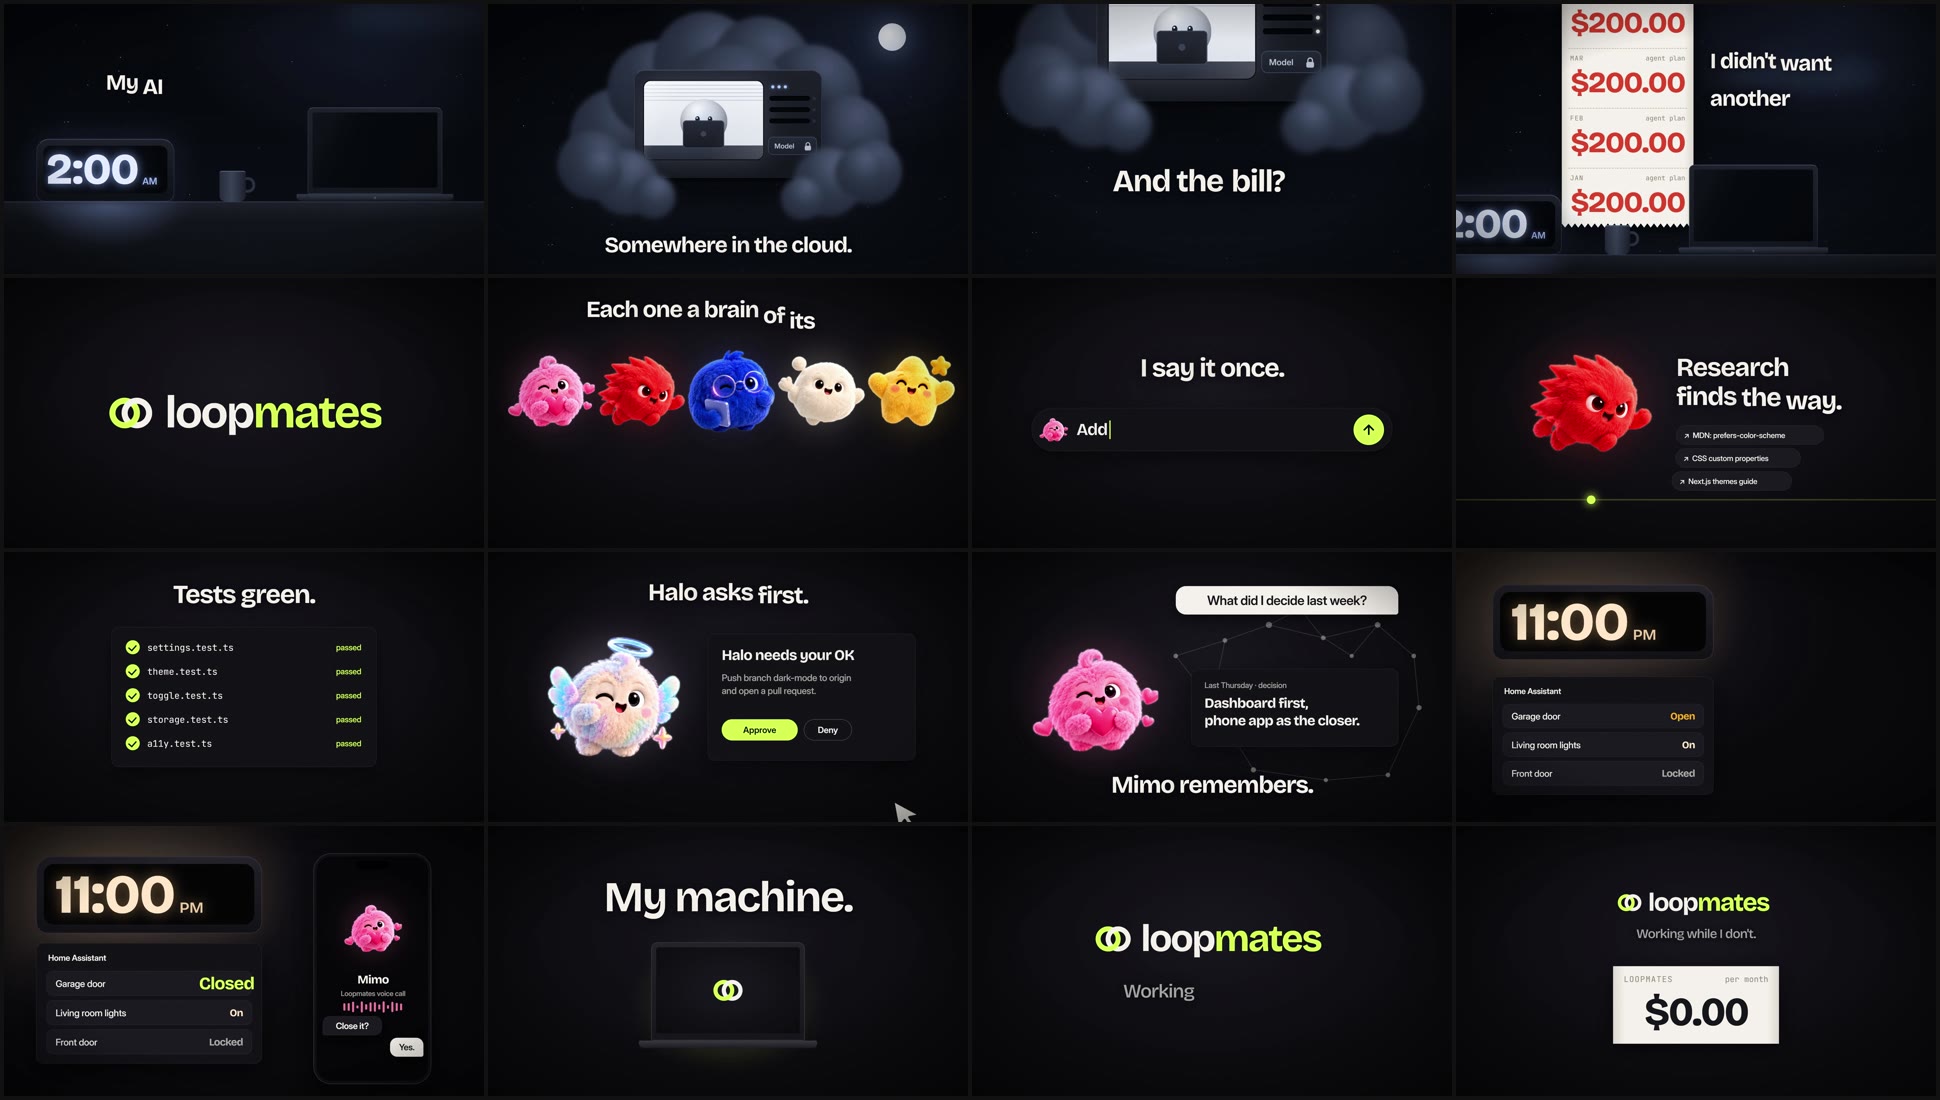 My AI
2:00 AM
Model
Somewhere in the cloud.
Model
And the bill?
$200.00
MAR agent plan
$200.00
FEB agent plan
$200.00
JAN agent plan
$200.00
I didn't want
another
2:00 AM
loopmates
Each one a brain of its
I say it once.
Add
Research
finds the way.
↗ MDN: prefers-color-scheme
↗ CSS custom properties
↗ Next.js themes guide
Tests green.
settings.test.ts passed
theme.test.ts passed
toggle.test.ts passed
storage.test.ts passed
a11y.test.ts passed
Halo asks first.
Halo needs your OK
Push branch dark-mode to origin
and open a pull request.
Approve Deny
What did I decide last week?
Last Thursday · decision
Dashboard first,
phone app as the closer.
Mimo remembers.
11:00 PM
Home Assistant
Garage door Open
Living room lights On
Front door Locked
11:00 PM
Home Assistant
Garage door Closed
Living room lights On
Front door Locked
Mimo
Loopmates voice call
Close it?
Yes.
My machine.
loopmates
Working
loopmates
Working while I don't.
LOOPMATES per month
$0.00